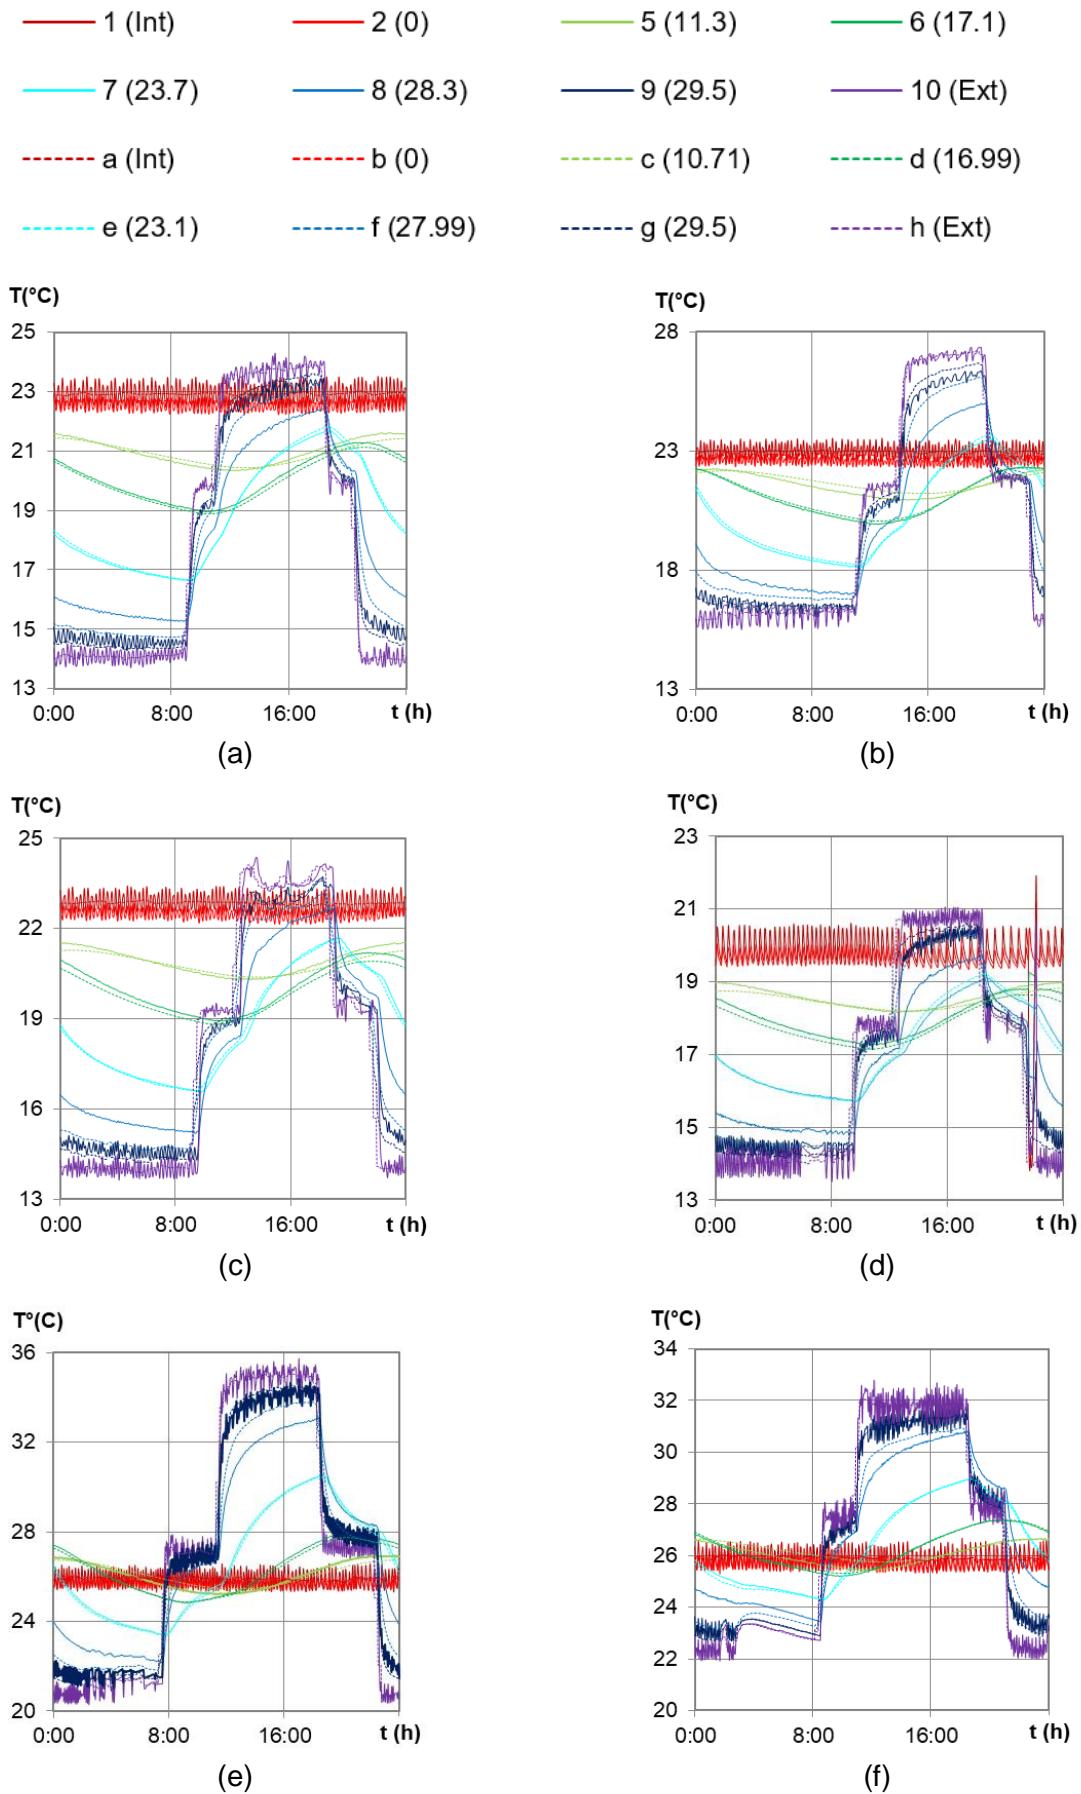 1 (Int) 2 (0) 5 (11.3) 6 (17.1)
7 (23.7) 8 (28.3) 9 (29.5) 10 (Ext)
a (Int) b (0) c (10.71) d (16.99)
e (23.1) f (27.99) g (29.5) h (Ext)
T(°C)
25
23
21
19
17
15
13
0:00 8:00 16:00 t (h)
(a)
T(°C)
28
23
18
13
0:00 8:00 16:00 t (h)
(b)
T(°C)
25
22
19
16
13
0:00 8:00 16:00 t (h)
(c)
T(°C)
23
21
19
17
15
13
0:00 8:00 16:00 t (h)
(d)
T°(C)
36
32
28
24
20
0:00 8:00 16:00 t (h)
(e)
T(°C)
34
32
30
28
26
24
22
20
0:00 8:00 16:00 t (h)
(f)